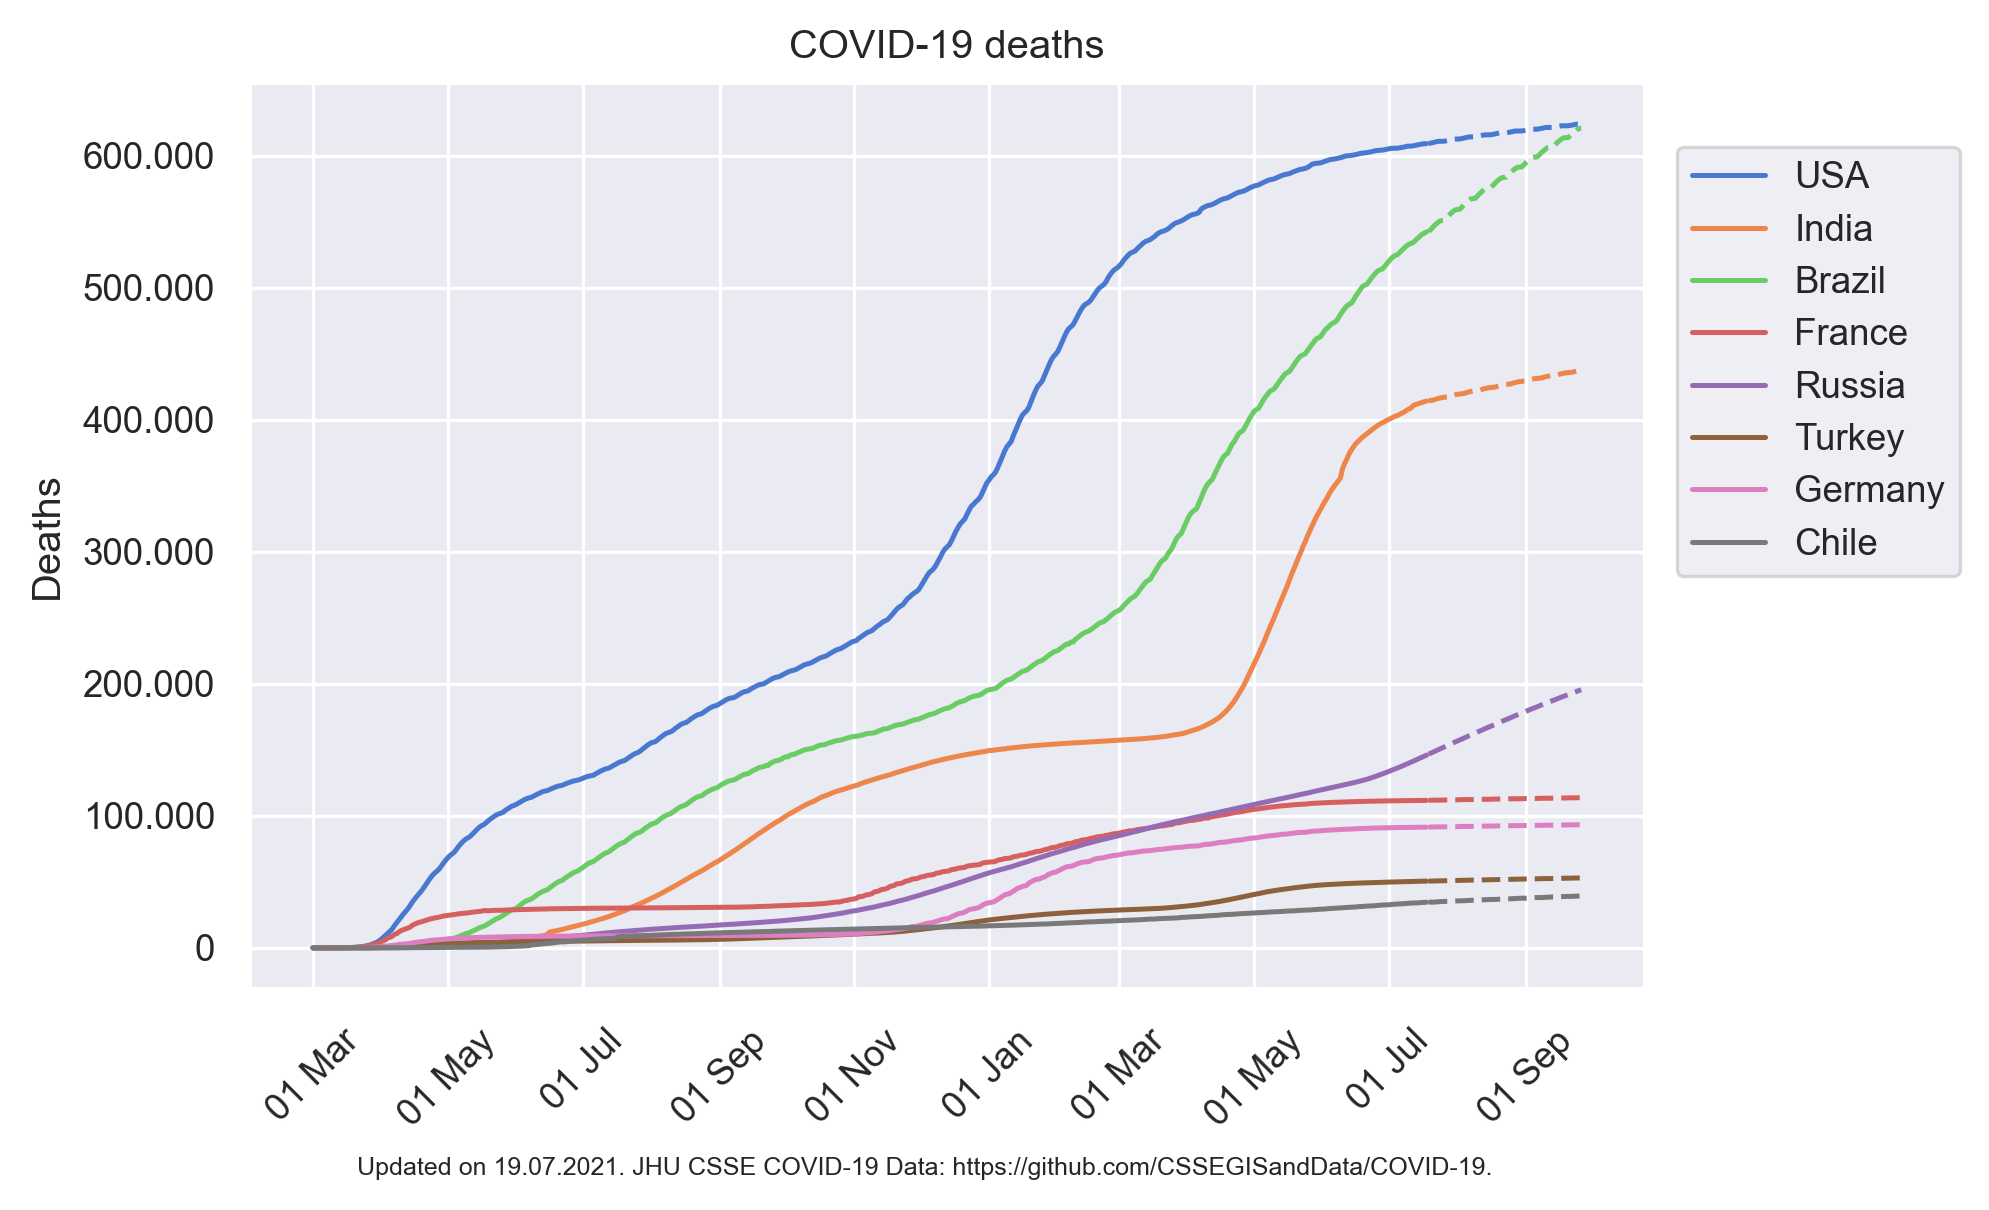 COVID-19 deaths
600.000
500.000
400.000
300.000
200.000
100.000
0
Deaths
01 Mar
01 May
01 Jul
01 Sep
01 Nov
01 Jan
01 Mar
01 May
01 Jul
01 Sep
USA
India
Brazil
France
Russia
Turkey
Germany
Chile
Updated on 19.07.2021. JHU CSSE COVID-19 Data: https://github.com/CSSEGISandData/COVID-19.